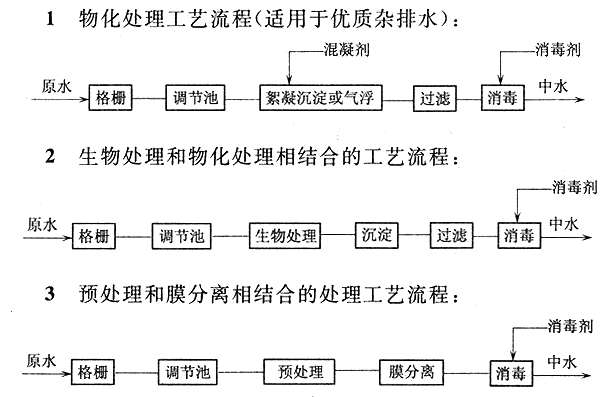 1 物化处理工艺流程(适用于优质杂排水):
混凝剂 消毒剂
原水 格栅 调节池 絮凝沉淀或气浮 过滤 消毒 中水
2 生物处理和物化处理相结合的工艺流程:
消毒剂
原水 格栅 调节池 生物处理 沉淀 过滤 消毒 中水
3 预处理和膜分离相结合的处理工艺流程:
消毒剂
原水 格栅 调节池 预处理 膜分离 消毒 中水